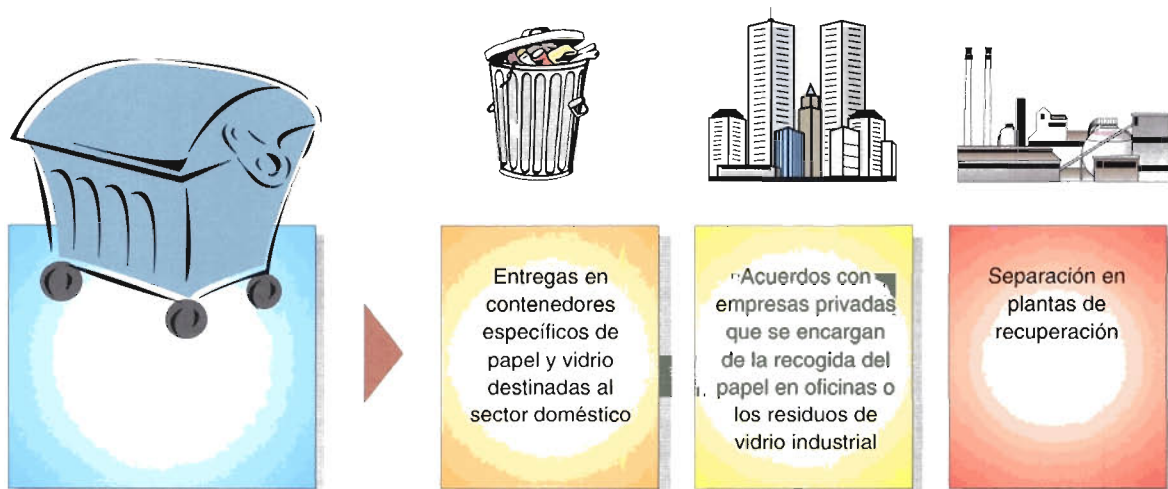 Entregas en
contenedores
específicos de
papel y vidrio
destinadas al
sector doméstico
Acuerdos con
empresas privadas
que se encargan
de la recogida del
papel en oficinas o
los residuos de
vidrio industrial
Separación en
plantas de
recuperación